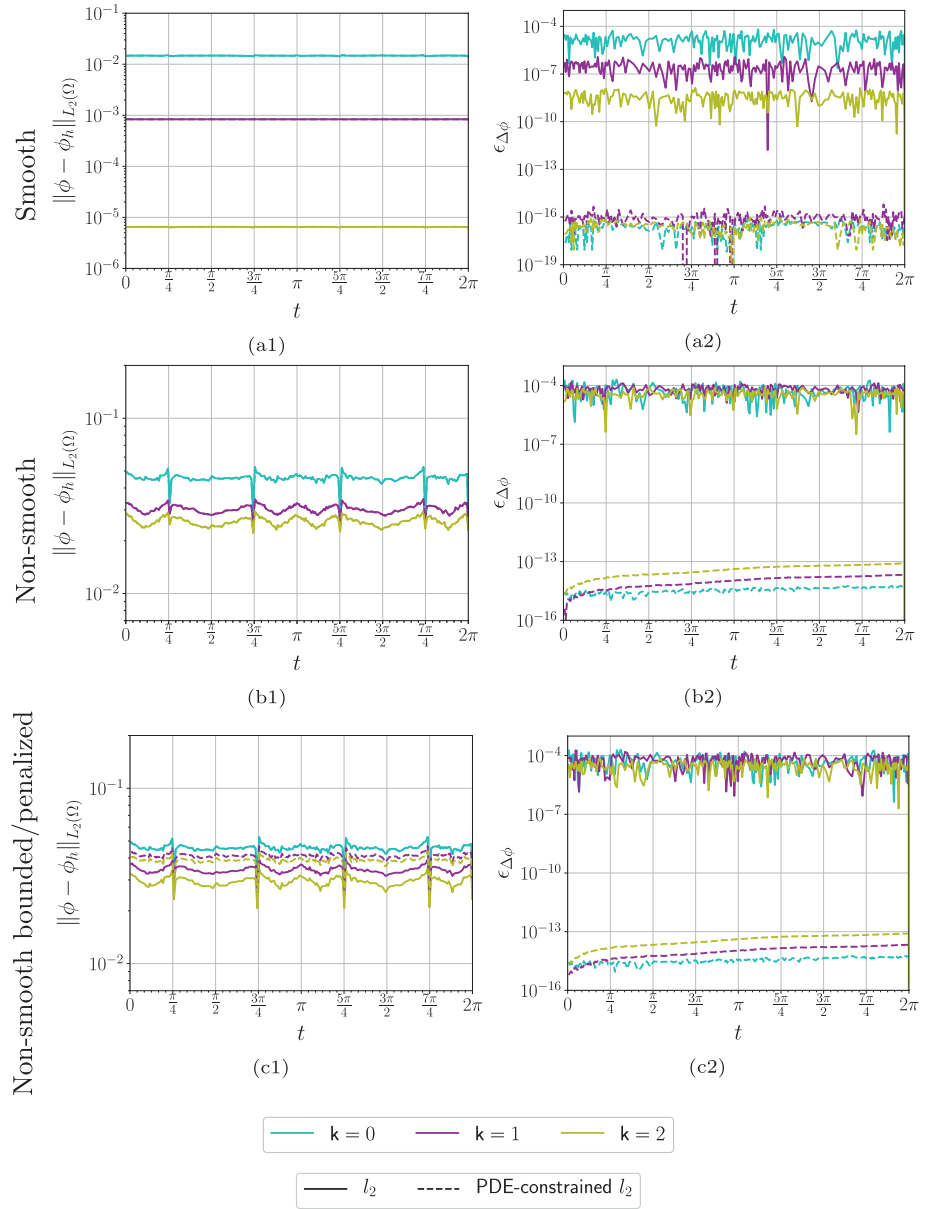 Smooth
‖ϕ − ϕ_h‖_{L_2(Ω)}
10^{−1}
10^{−2}
10^{−3}
10^{−4}
10^{−5}
10^{−6}
0 π/4 π/2 3π/4 π 5π/4 3π/2 7π/4 2π
t
(a1)
ϵ_{Δϕ}
10^{−4}
10^{−7}
10^{−10}
10^{−13}
10^{−16}
10^{−19}
0 π/4 π/2 3π/4 π 5π/4 3π/2 7π/4 2π
t
(a2)
Non-smooth
‖ϕ − ϕ_h‖_{L_2(Ω)}
10^{−1}
10^{−2}
0 π/4 π/2 3π/4 π 5π/4 3π/2 7π/4 2π
t
(b1)
ϵ_{Δϕ}
10^{−4}
10^{−7}
10^{−10}
10^{−13}
10^{−16}
0 π/4 π/2 3π/4 π 5π/4 3π/2 7π/4 2π
t
(b2)
Non-smooth bounded/penalized
‖ϕ − ϕ_h‖_{L_2(Ω)}
10^{−1}
10^{−2}
0 π/4 π/2 3π/4 π 5π/4 3π/2 7π/4 2π
t
(c1)
ϵ_{Δϕ}
10^{−4}
10^{−7}
10^{−10}
10^{−13}
10^{−16}
0 π/4 π/2 3π/4 π 5π/4 3π/2 7π/4 2π
t
(c2)
k = 0 k = 1 k = 2
l_2 PDE-constrained l_2